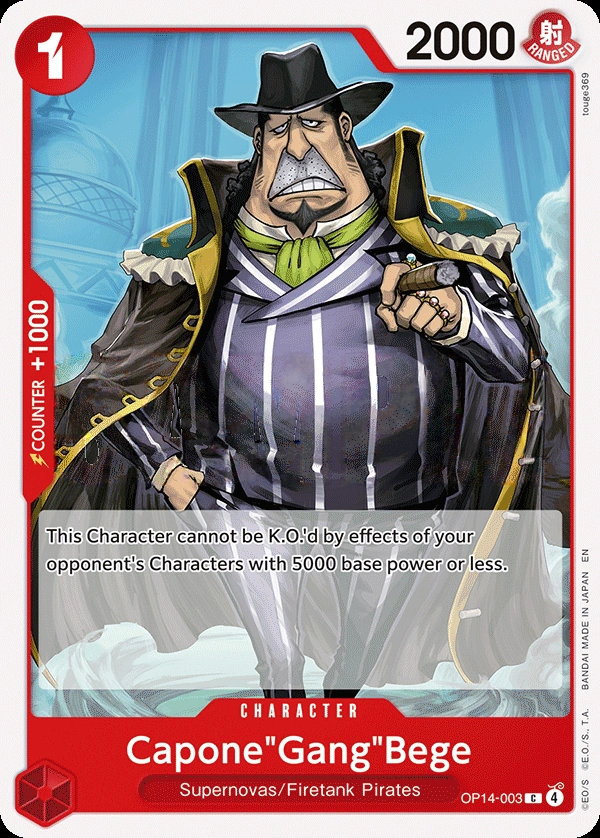 1
2000
射
RANGED
touge369
⚡COUNTER +1000
This Character cannot be K.O.'d by effects of your
opponent's Characters with 5000 base power or less.
CHARACTER
Capone"Gang"Bege
Supernovas/Firetank Pirates
OP14-003 C 4
©E.O/S ©E.O./S., T.A. BANDAI MADE IN JAPAN EN